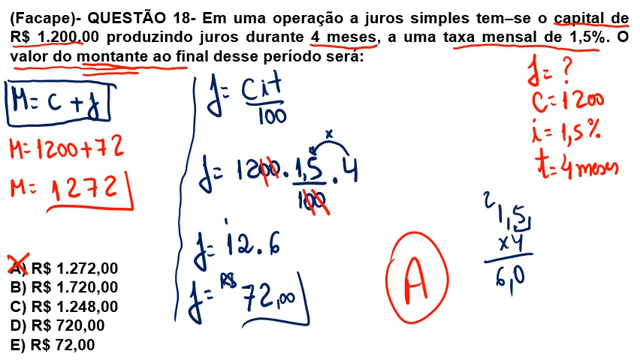 (Facape)- QUESTÃO 18- Em uma operação a juros simples tem–se o capital de
R$ 1.200,00 produzindo juros durante 4 meses, a uma taxa mensal de 1,5%. O
valor do montante ao final desse período será:
M = C + J
M = 1200 + 72
M = 1272
J = Cit
100
J = 1200 . 1,5 . 4
100
x
J = 12 . 6
J = R$ 72,00
J = ?
C = 1200
i = 1,5%
t = 4 meses
2
1,5
x4
6,0
A
A) R$ 1.272,00
B) R$ 1.720,00
C) R$ 1.248,00
D) R$ 720,00
E) R$ 72,00